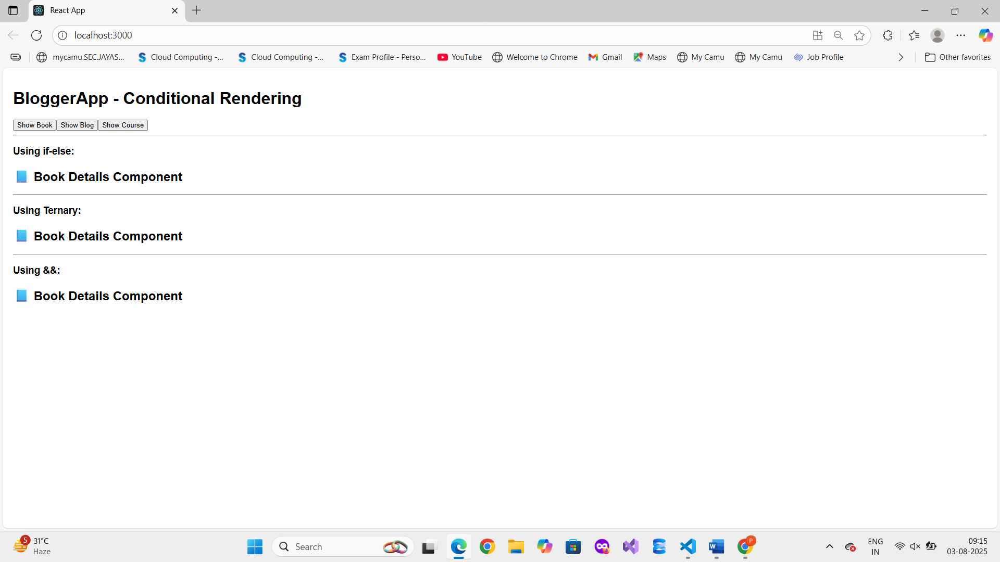 React App
localhost:3000
mycamu.SEC.JAYAS... Cloud Computing -... Cloud Computing -... Exam Profile - Perso... YouTube Welcome to Chrome Gmail Maps My Camu My Camu Job Profile Other favorites
BloggerApp - Conditional Rendering
Show Book Show Blog Show Course
Using if-else:
Book Details Component
Using Ternary:
Book Details Component
Using &&:
Book Details Component
5 31°C
Haze
Search
P
ENG
IN
09:15
03-08-2025